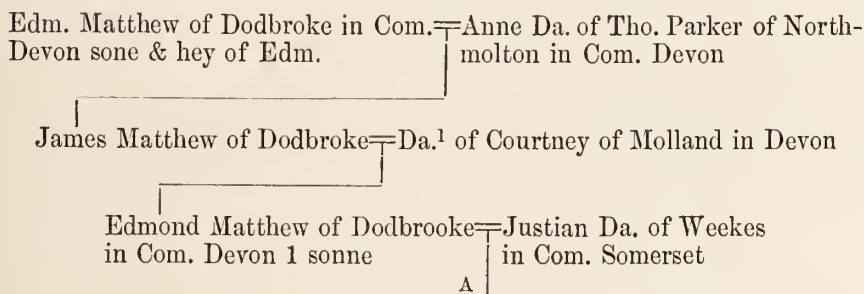 Edm. Matthew of Dodbroke in Com.╤Anne Da. of Tho. Parker of North-
Devon sone & hey of Edm. molton in Com. Devon
James Matthew of Dodbroke╤Da.¹ of Courtney of Molland in Devon
Edmond Matthew of Dodbrooke╤Justian Da. of Weekes
in Com. Devon 1 sonne in Com. Somerset
A